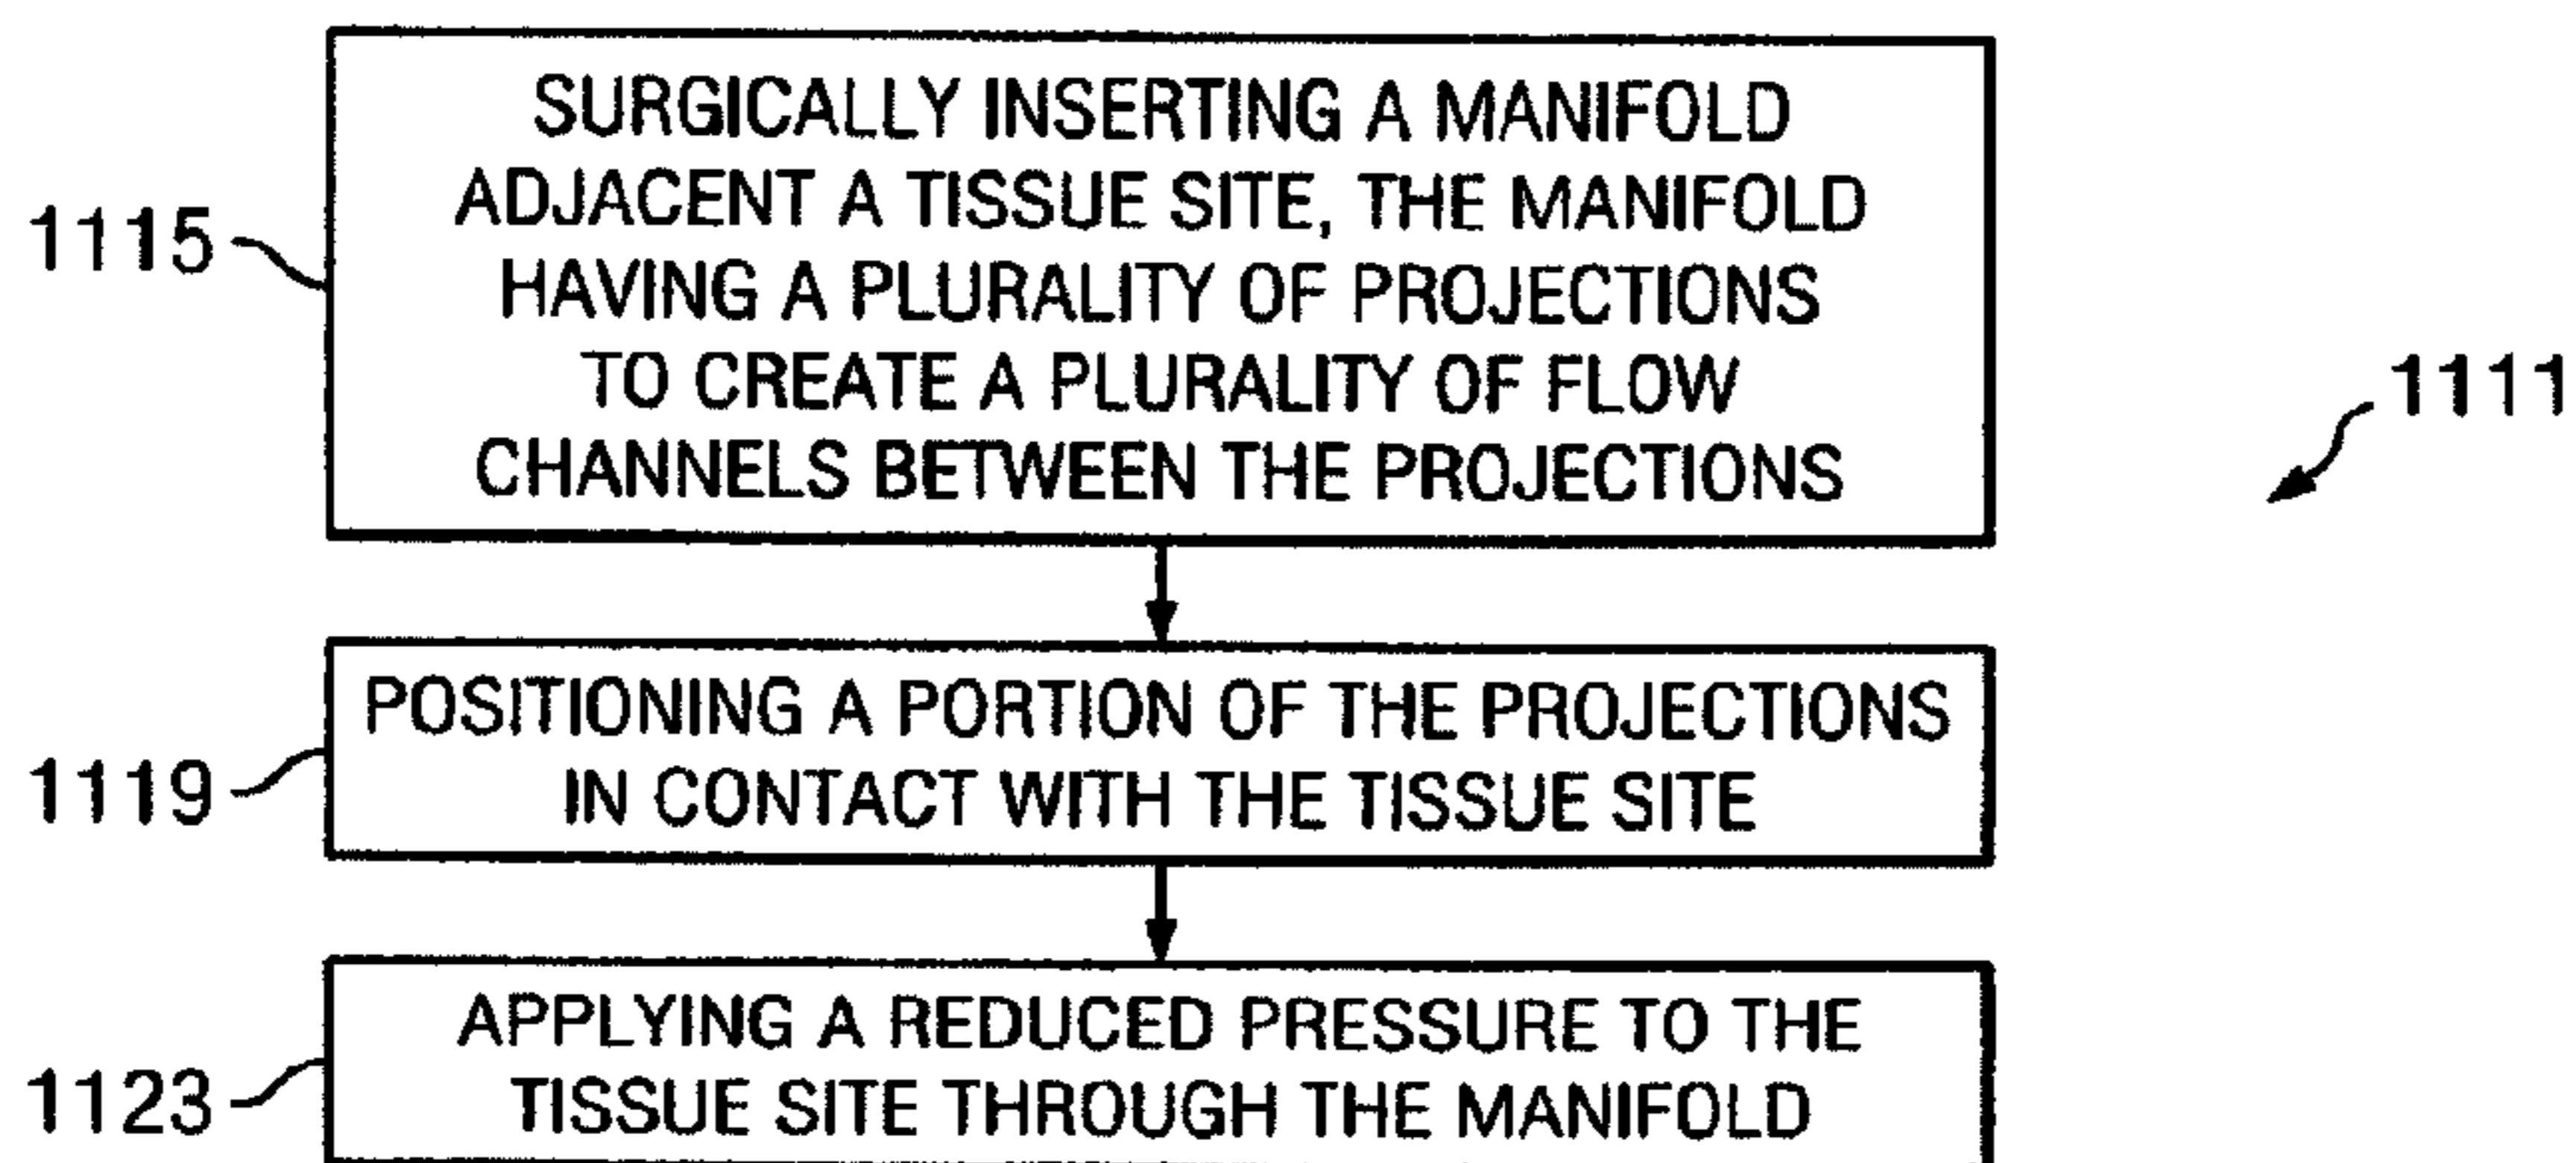 SURGICALLY INSERTING A MANIFOLD
ADJACENT A TISSUE SITE, THE MANIFOLD
HAVING A PLURALITY OF PROJECTIONS
TO CREATE A PLURALITY OF FLOW
CHANNELS BETWEEN THE PROJECTIONS
1115
1111
POSITIONING A PORTION OF THE PROJECTIONS
IN CONTACT WITH THE TISSUE SITE
1119
APPLYING A REDUCED PRESSURE TO THE
TISSUE SITE THROUGH THE MANIFOLD
1123